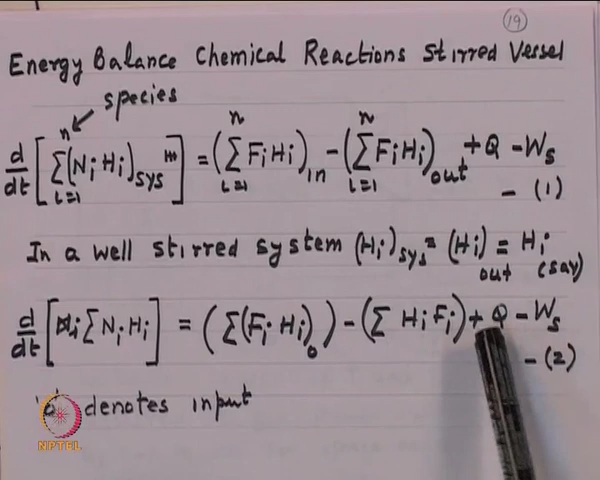 19
Energy Balance Chemical Reactions Stirred Vessel
species
d/dt [ n Σ i=1 (Ni Hi)sys ] = ( n Σ i=1 Fi Hi )in - ( n Σ i=1 Fi Hi )out + Q - Ws
- (1)
In a well stirred system (Hi)sys = (Hi)out = Hi (say)
d/dt [ Σ Ni Hi ] = ( Σ (Fi Hi)o ) - ( Σ Hi Fi ) + Q - Ws
- (2)
'o' denotes input
NPTEL